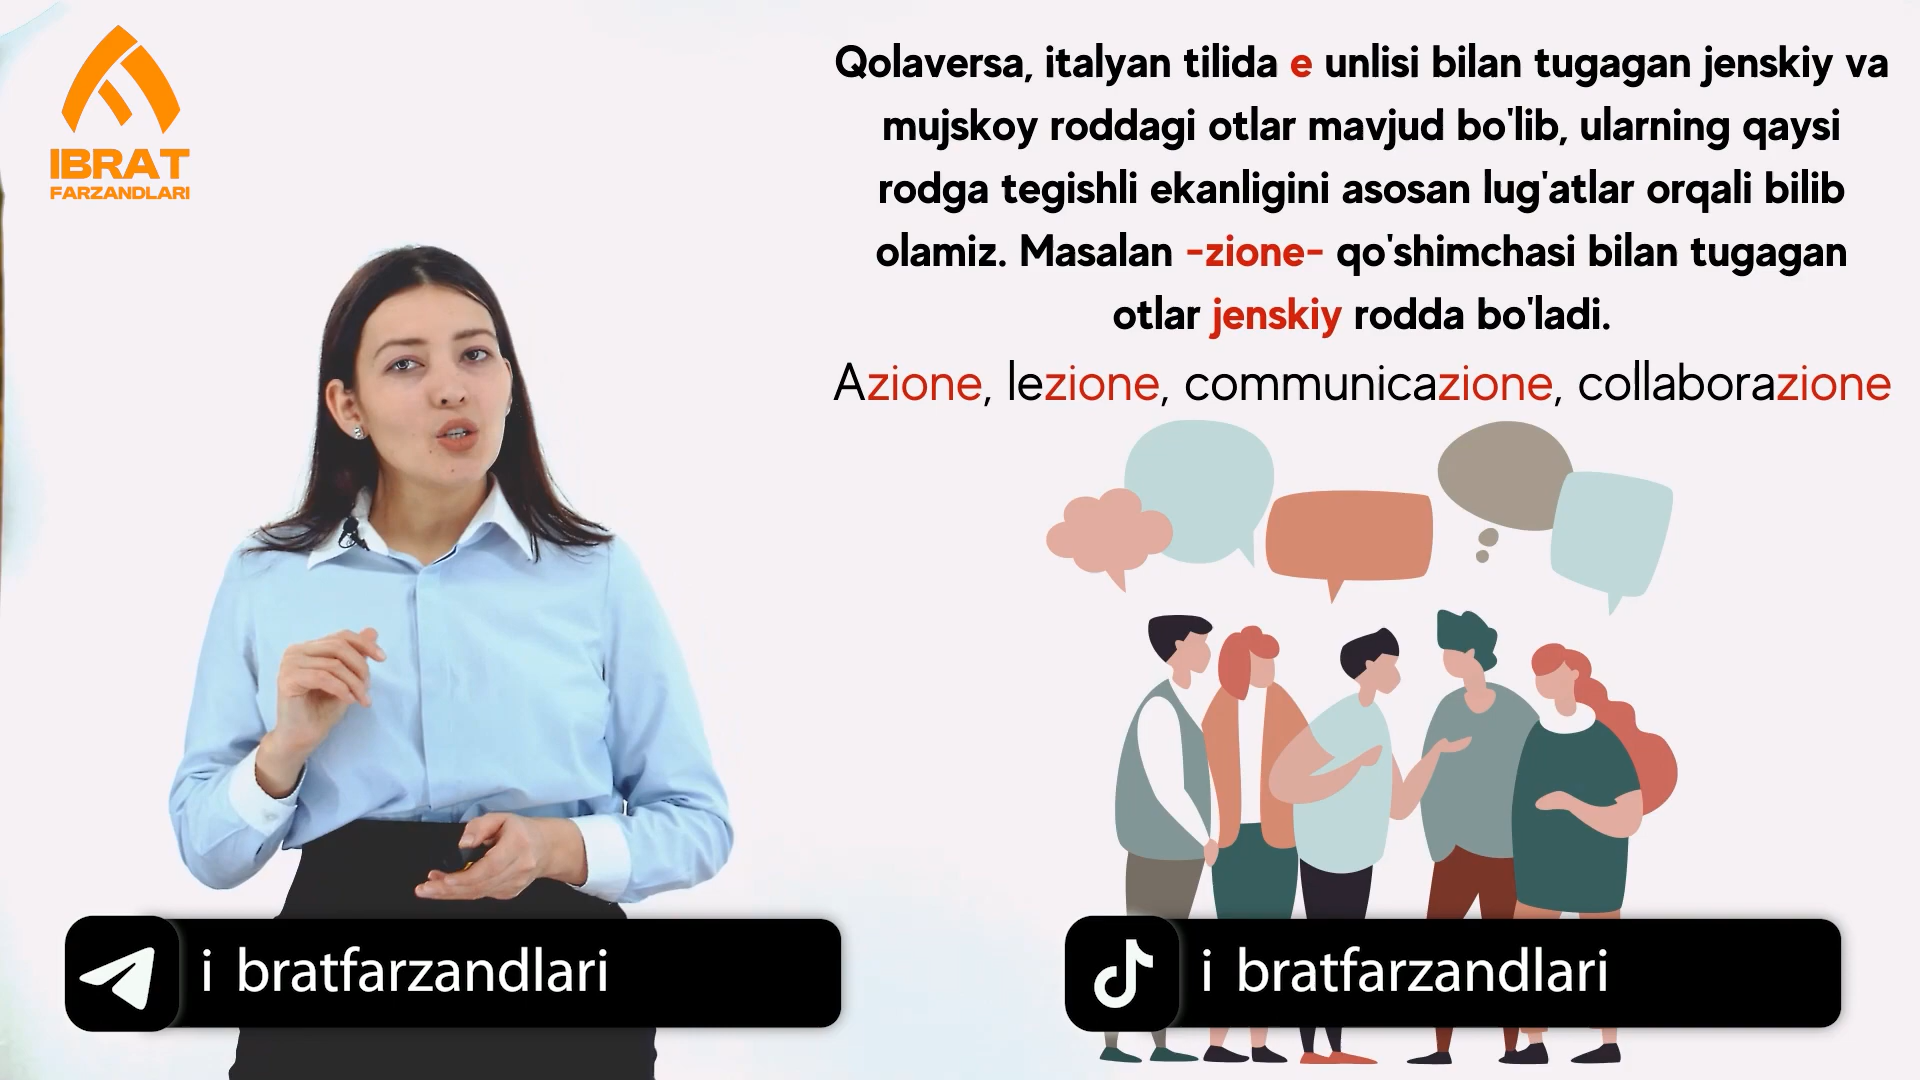 IBRAT
FARZANDLARI
Qolaversa, italyan tilida e unlisi bilan tugagan jenskiy va
mujskoy roddagi otlar mavjud bo'lib, ularning qaysi
rodga tegishli ekanligini asosan lug'atlar orqali bilib
olamiz. Masalan -zione- qo'shimchasi bilan tugagan
otlar jenskiy rodda bo'ladi.
Azione, lezione, communicazione, collaborazione
i bratfarzandlari
i bratfarzandlari